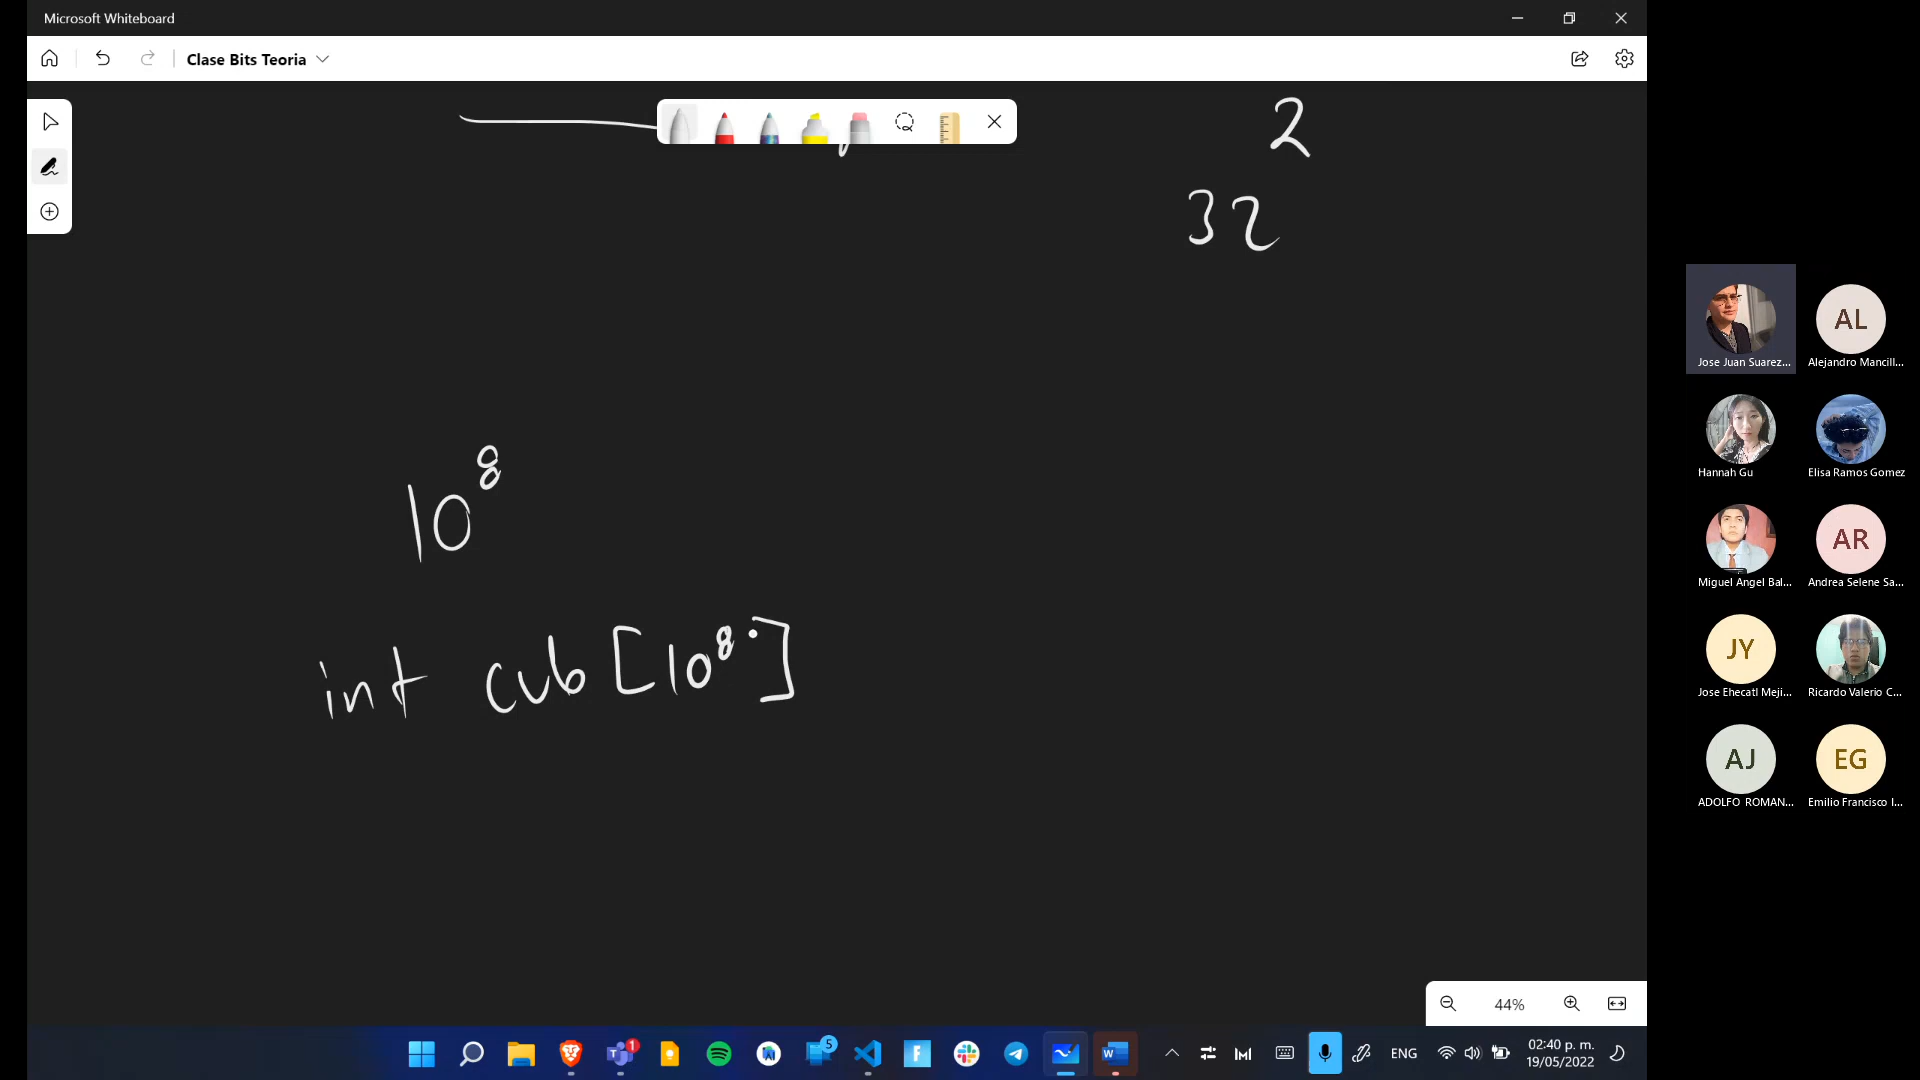 Microsoft Whiteboard
Clase Bits Teoria
2
32
10⁸
int cub[10⁸]
Jose Juan Suarez...
AL
Alejandro Mancill...
Hannah Gu
Elisa Ramos Gomez
Miguel Angel Bal...
AR
Andrea Selene Sa...
JY
Jose Ehecatl Meji...
Ricardo Valerio C...
AJ
ADOLFO ROMAN...
EG
Emilio Francisco I...
44%
1
5
ENG
02:40 p. m.
19/05/2022